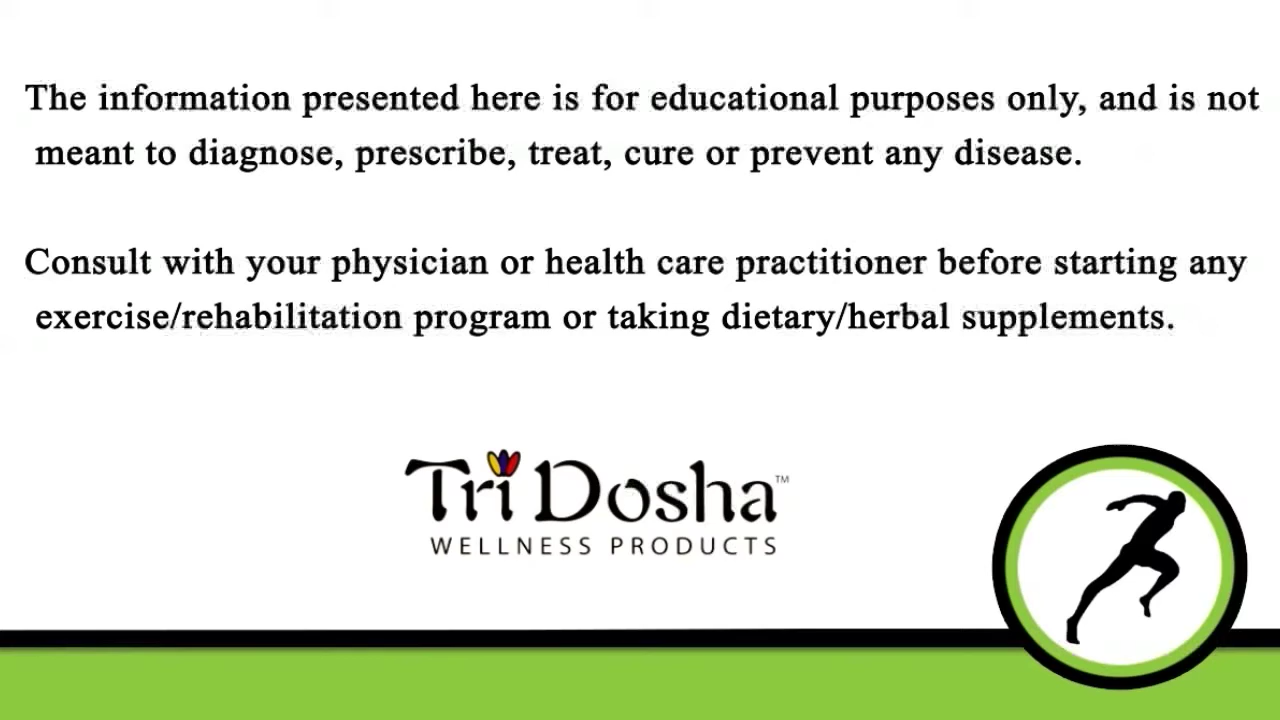 The information presented here is for educational purposes only, and is not
meant to diagnose, prescribe, treat, cure or prevent any disease.
Consult with your physician or health care practitioner before starting any
exercise/rehabilitation program or taking dietary/herbal supplements.
Tri Dosha™
WELLNESS PRODUCTS